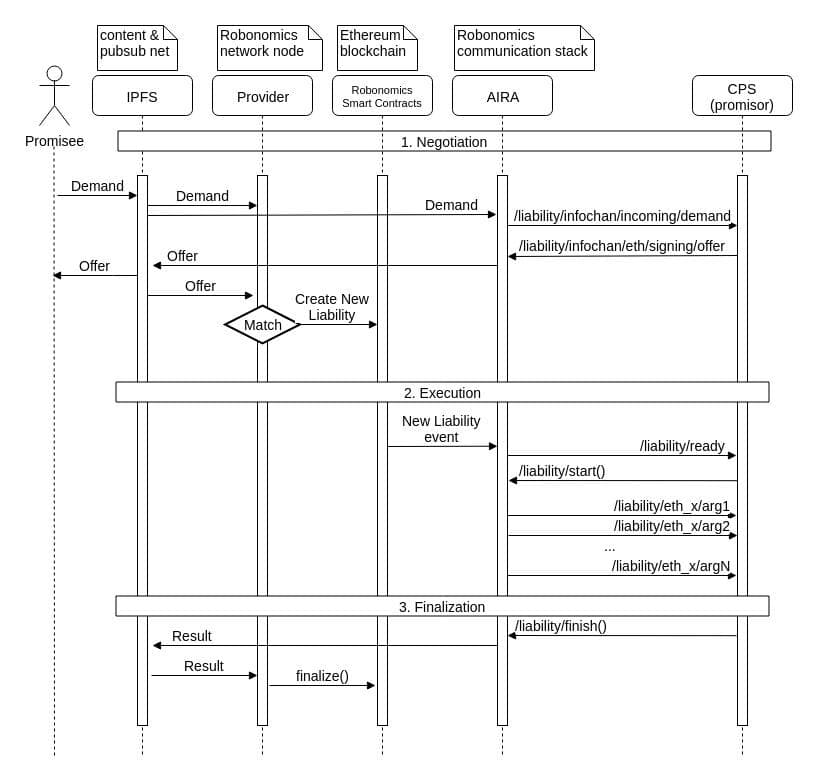 content &
pubsub net
Robonomics
network node
Ethereum
blockchain
Robonomics
communication stack
Promisee
IPFS
Provider
Robonomics
Smart Contracts
AIRA
CPS
(promisor)
1. Negotiation
Demand
Demand
Demand
/liability/infochan/incoming/demand
/liability/infochan/eth/signing/offer
Offer
Offer
Offer
Match
Create New
Liability
2. Execution
New Liability
event
/liability/ready
/liability/start()
/liability/eth_x/arg1
/liability/eth_x/arg2
...
/liability/eth_x/argN
3. Finalization
/liability/finish()
Result
Result
finalize()